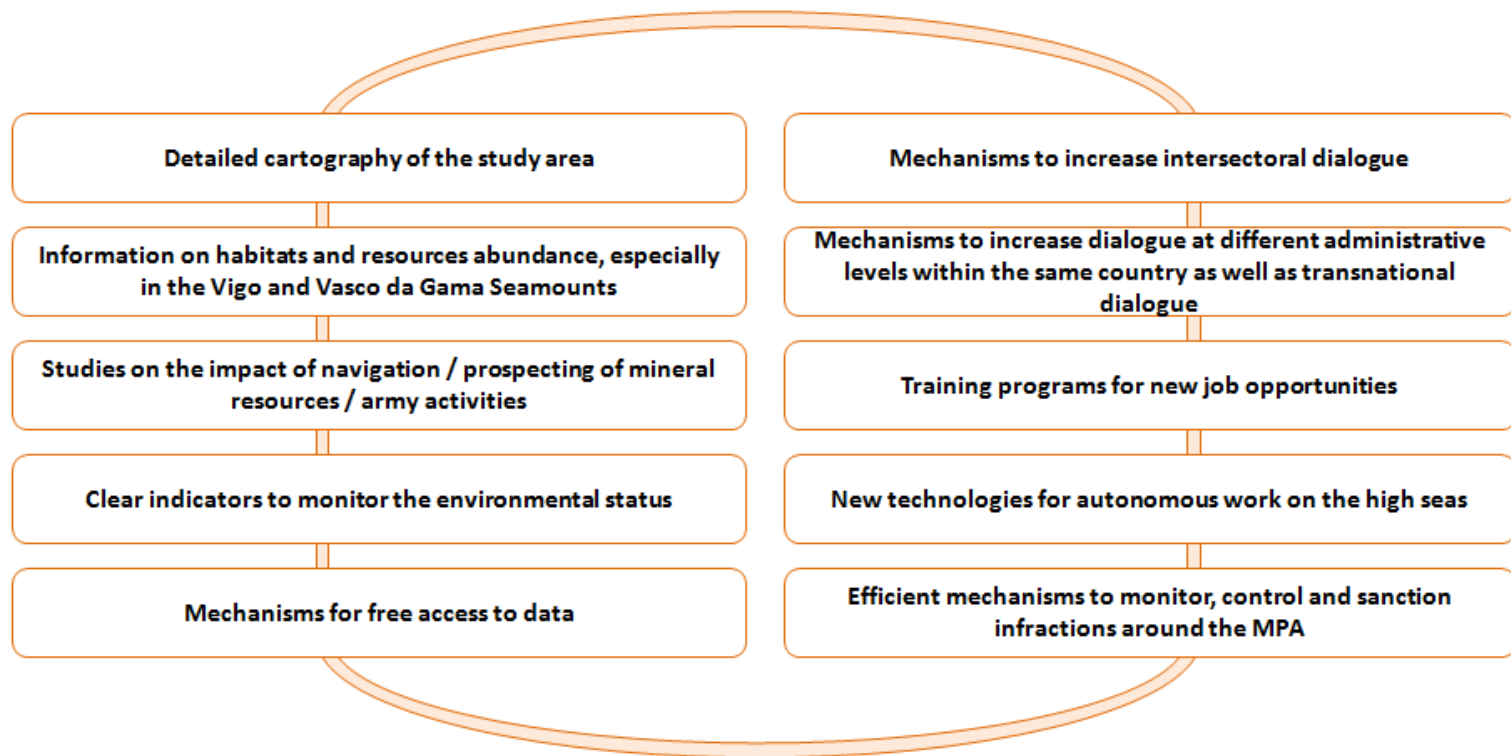 Detailed cartography of the study area
Information on habitats and resources abundance, especially
in the Vigo and Vasco da Gama Seamounts
Studies on the impact of navigation / prospecting of mineral
resources / army activities
Clear indicators to monitor the environmental status
Mechanisms for free access to data
Mechanisms to increase intersectoral dialogue
Mechanisms to increase dialogue at different administrative
levels within the same country as well as transnational
dialogue
Training programs for new job opportunities
New technologies for autonomous work on the high seas
Efficient mechanisms to monitor, control and sanction
infractions around the MPA